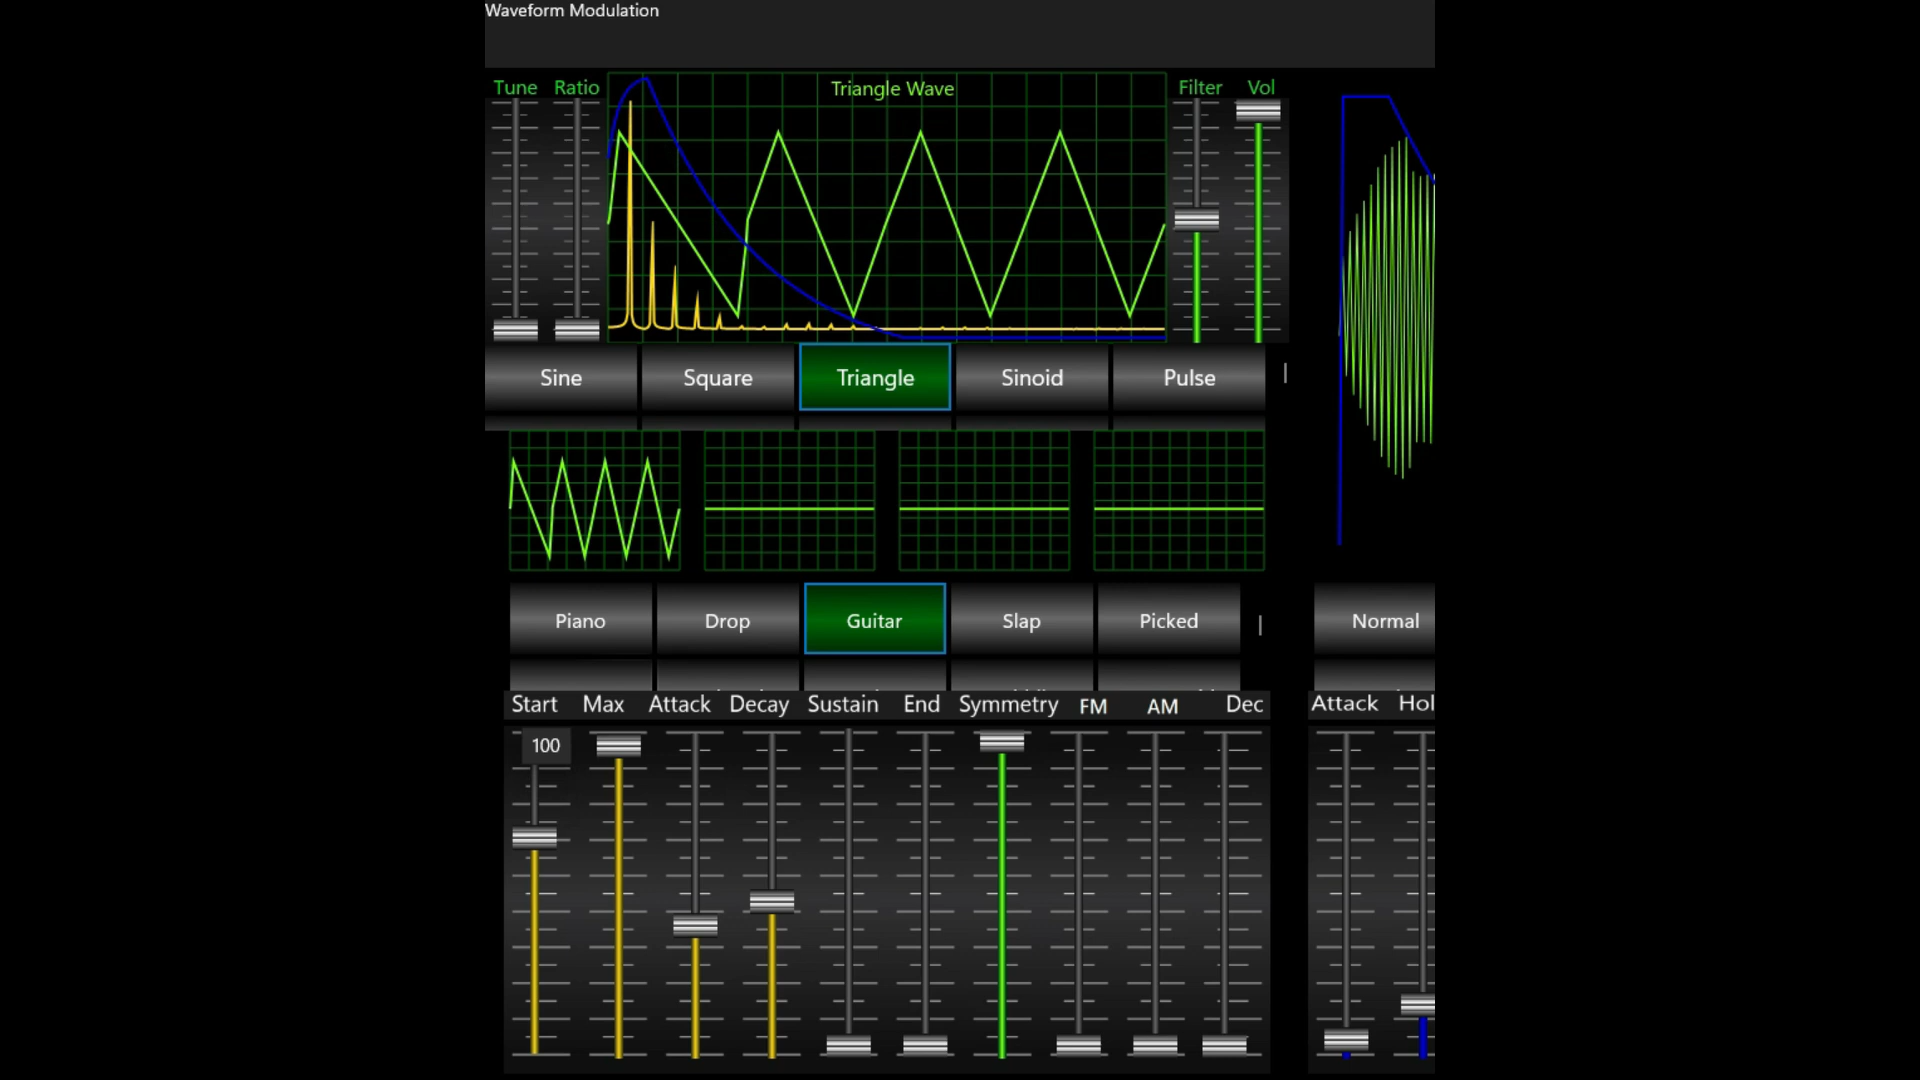 Waveform Modulation
Tune Ratio Triangle Wave Filter Vol
Sine Square Triangle Sinoid Pulse
Piano Drop Guitar Slap Picked Normal
Start Max Attack Decay Sustain End Symmetry FM AM Dec Attack Hol
100